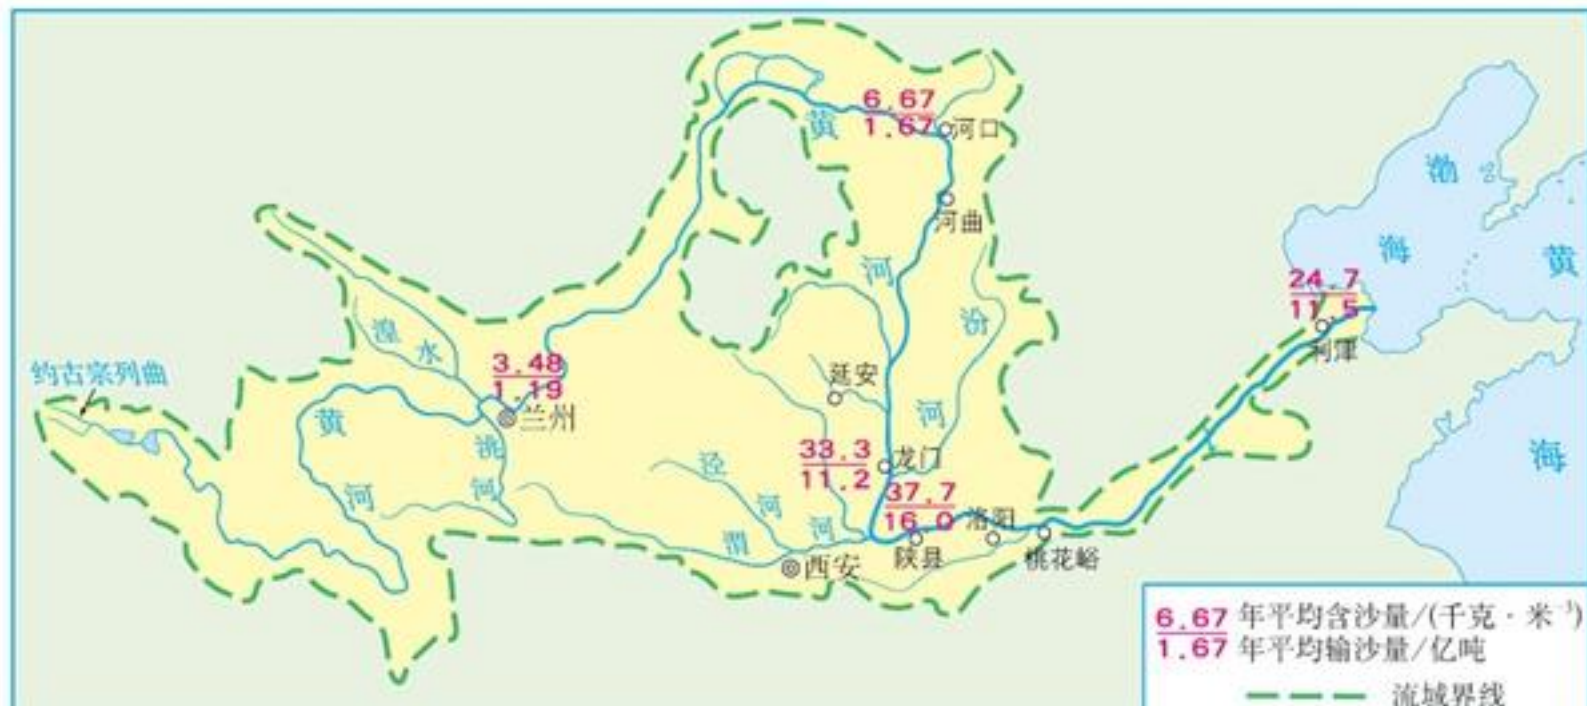 6.67
1.67
河口
黄
河曲
渤
海
黄
海
河
汾
河
24.7
11.5
利津
湟水
3.48
1.19
兰州
约古宗列曲
黄
河
洮
河
延安
33.3
11.2
龙门
37.7
16.0
洛阳
陕县
桃花峪
泾
河
渭
河
西安
6.67 年平均含沙量/(千克·米⁻³)
1.67 年平均输沙量/亿吨
流域界线